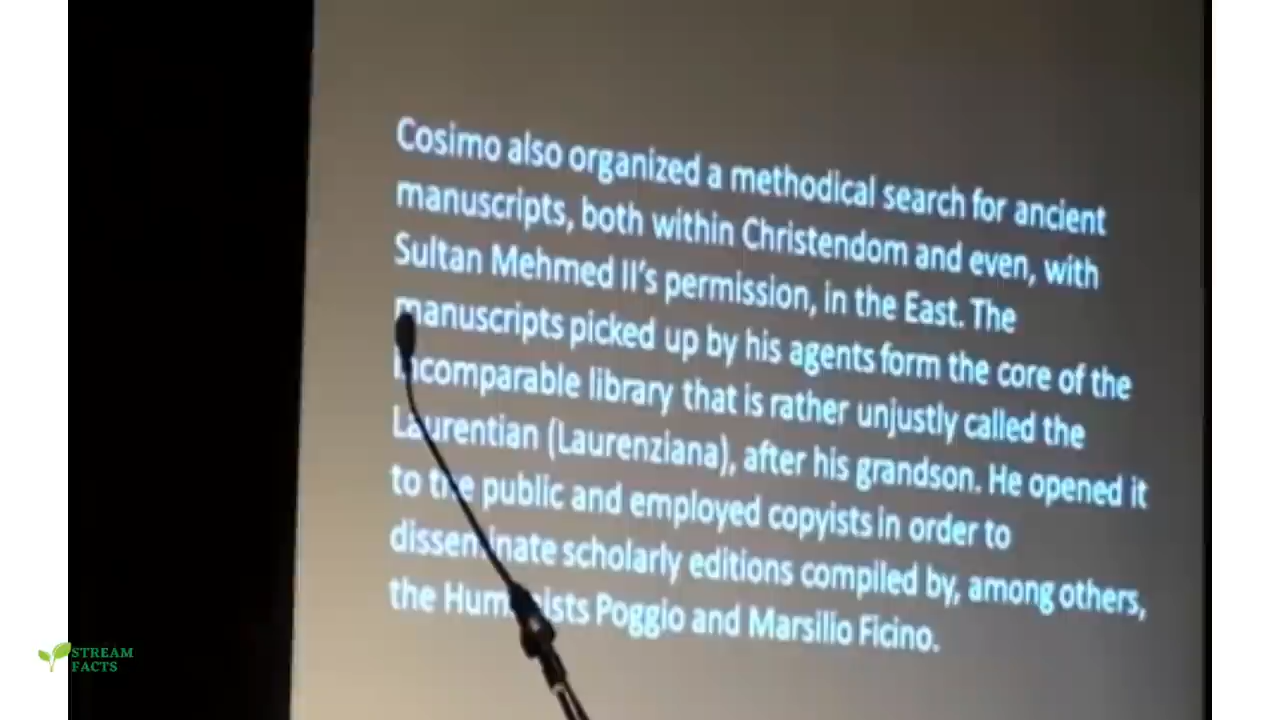 Cosimo also organized a methodical search for ancient
manuscripts, both within Christendom and even, with
Sultan Mehmed II's permission, in the East. The
manuscripts picked up by his agents form the core of the
incomparable library that is rather unjustly called the
Laurentian (Laurenziana), after his grandson. He opened it
to the public and employed copyists in order to
disseminate scholarly editions compiled by, among others,
the Humanists Poggio and Marsilio Ficino.
STREAM
FACTS